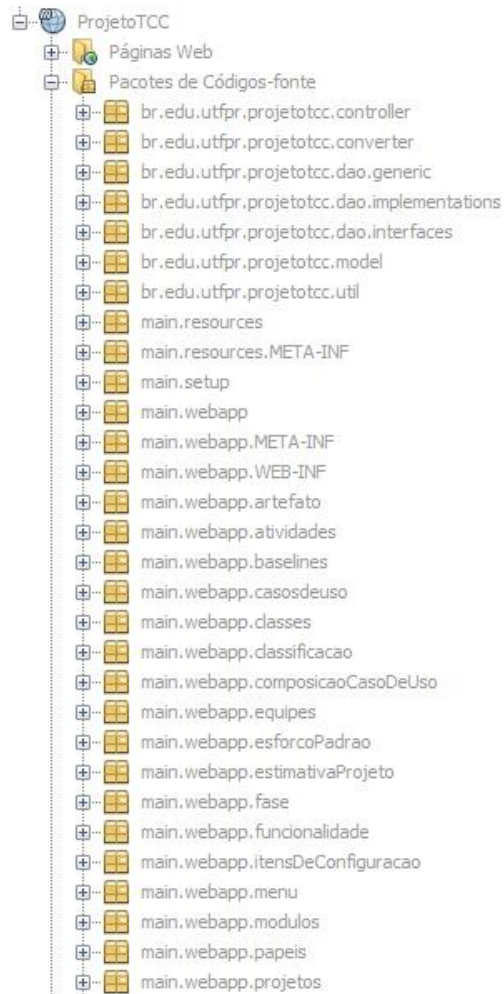 ProjetoTCC
Páginas Web
Pacotes de Códigos-fonte
br.edu.utfpr.projetotcc.controller
br.edu.utfpr.projetotcc.converter
br.edu.utfpr.projetotcc.dao.generic
br.edu.utfpr.projetotcc.dao.implementations
br.edu.utfpr.projetotcc.dao.interfaces
br.edu.utfpr.projetotcc.model
br.edu.utfpr.projetotcc.util
main.resources
main.resources.META-INF
main.setup
main.webapp
main.webapp.META-INF
main.webapp.WEB-INF
main.webapp.artefato
main.webapp.atividades
main.webapp.baselines
main.webapp.casosdeuso
main.webapp.classes
main.webapp.classificacao
main.webapp.composicaoCasoDeUso
main.webapp.equipes
main.webapp.esforcoPadrao
main.webapp.estimativaProjeto
main.webapp.fase
main.webapp.funcionalidade
main.webapp.itensDeConfiguracao
main.webapp.menu
main.webapp.modulos
main.webapp.papeis
main.webapp.projetos